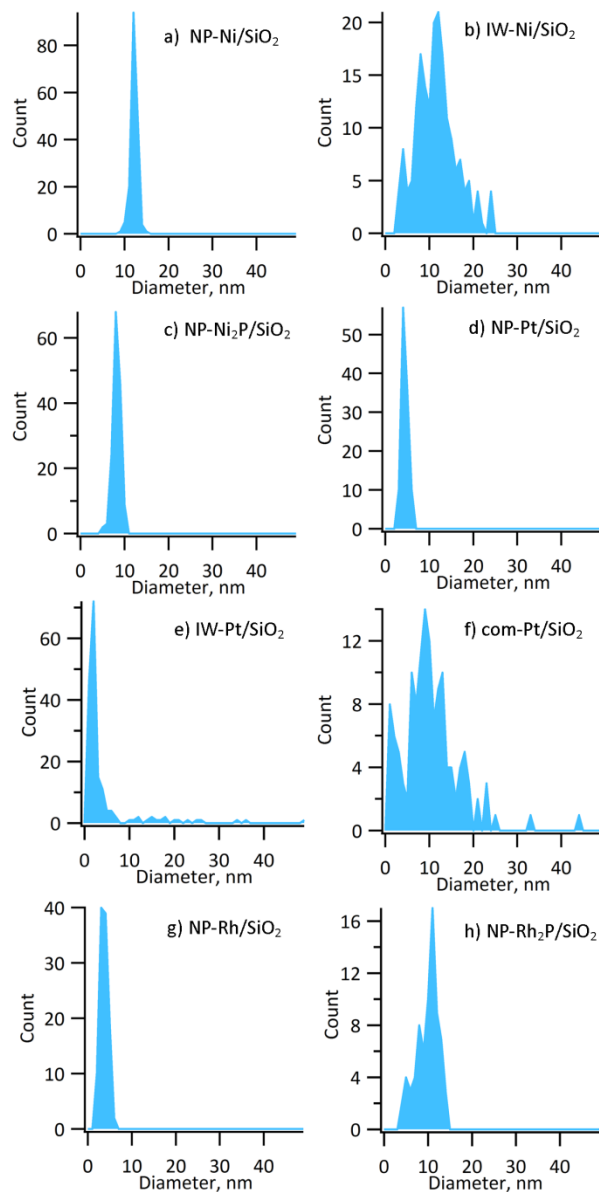 a) NP-Ni/SiO₂
Count
80
60
40
20
0
0 10 20 30 40
Diameter, nm
b) IW-Ni/SiO₂
Count
20
15
10
5
0
0 10 20 30 40
Diameter, nm
c) NP-Ni₂P/SiO₂
Count
60
40
20
0
0 10 20 30 40
Diameter, nm
d) NP-Pt/SiO₂
Count
50
40
30
20
10
0
0 10 20 30 40
Diameter, nm
e) IW-Pt/SiO₂
Count
60
40
20
0
0 10 20 30 40
Diameter, nm
f) com-Pt/SiO₂
Count
12
8
4
0
0 10 20 30 40
Diameter, nm
g) NP-Rh/SiO₂
Count
40
30
20
10
0
0 10 20 30 40
Diameter, nm
h) NP-Rh₂P/SiO₂
Count
16
12
8
4
0
0 10 20 30 40
Diameter, nm